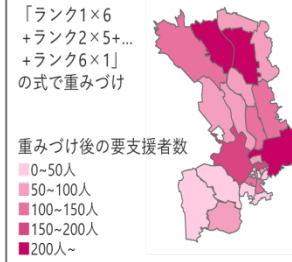 「ランク1×6
+ランク2×5+...
+ランク6×1」
の式で重みづけ
重みづけ後の要支援者数
0~50人
50~100人
100~150人
150~200人
200人~